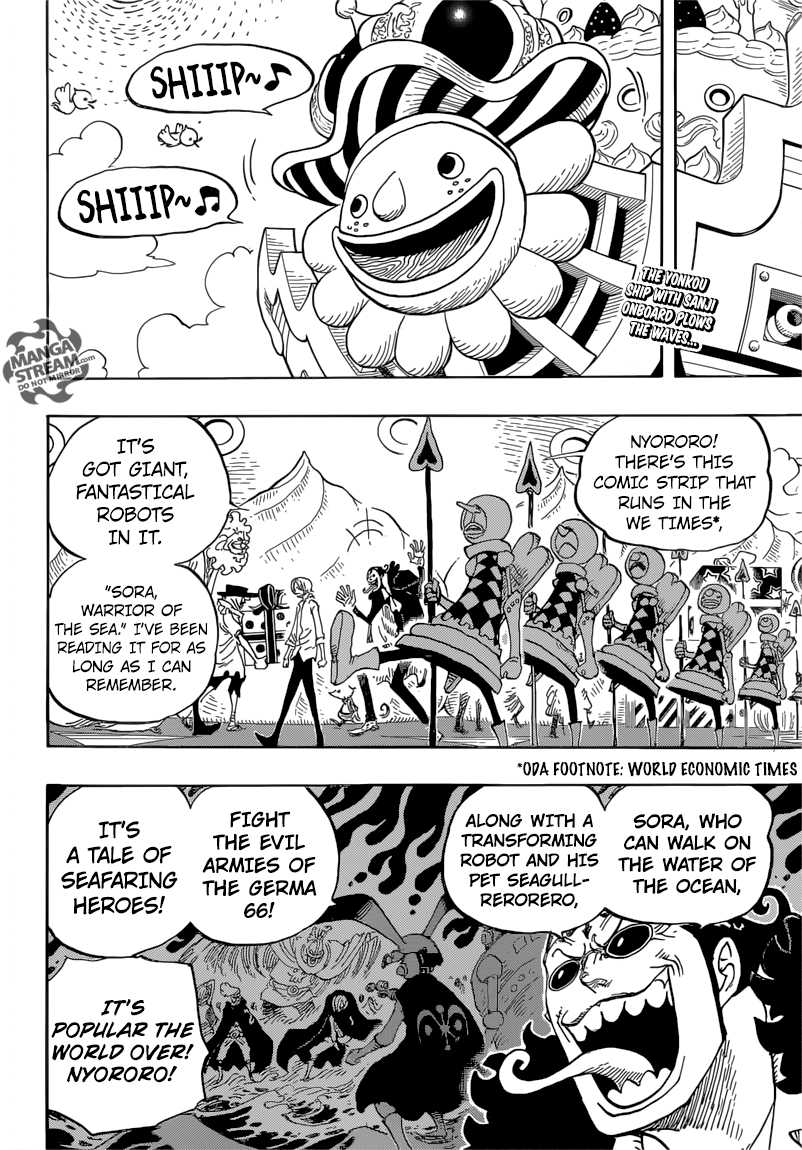 SHIIIP~♪
SHIIIP~♫
THE YONKOU
SHIP WITH SANJI
ONBOARD PLOWS
THE WAVES...
MANGA
STREAM.com
DO NOT MIRROR
NYORORO!
THERE'S THIS
COMIC STRIP THAT
RUNS IN THE
WE TIMES*,
IT'S
GOT GIANT,
FANTASTICAL
ROBOTS
IN IT.
"SORA,
WARRIOR OF
THE SEA." I'VE BEEN
READING IT FOR AS
LONG AS I CAN
REMEMBER.
*ODA FOOTNOTE: WORLD ECONOMIC TIMES
SORA, WHO
CAN WALK ON
THE WATER OF
THE OCEAN,
ALONG WITH A
TRANSFORMING
ROBOT AND HIS
PET SEAGULL-
RERORERO,
FIGHT
THE EVIL
ARMIES OF
THE GERMA
66!
IT'S
A TALE OF
SEAFARING
HEROES!
IT'S
POPULAR THE
WORLD OVER!
NYORORO!